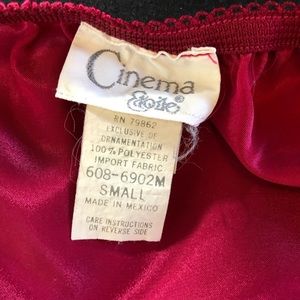 Cinema
Etoile®
RN 79862
EXCLUSIVE OF
ORNAMENTATION
100% POLYESTER
IMPORT FABRIC
608-6902M
SMALL
MADE IN MEXICO
CARE INSTRUCTIONS
ON REVERSE SIDE